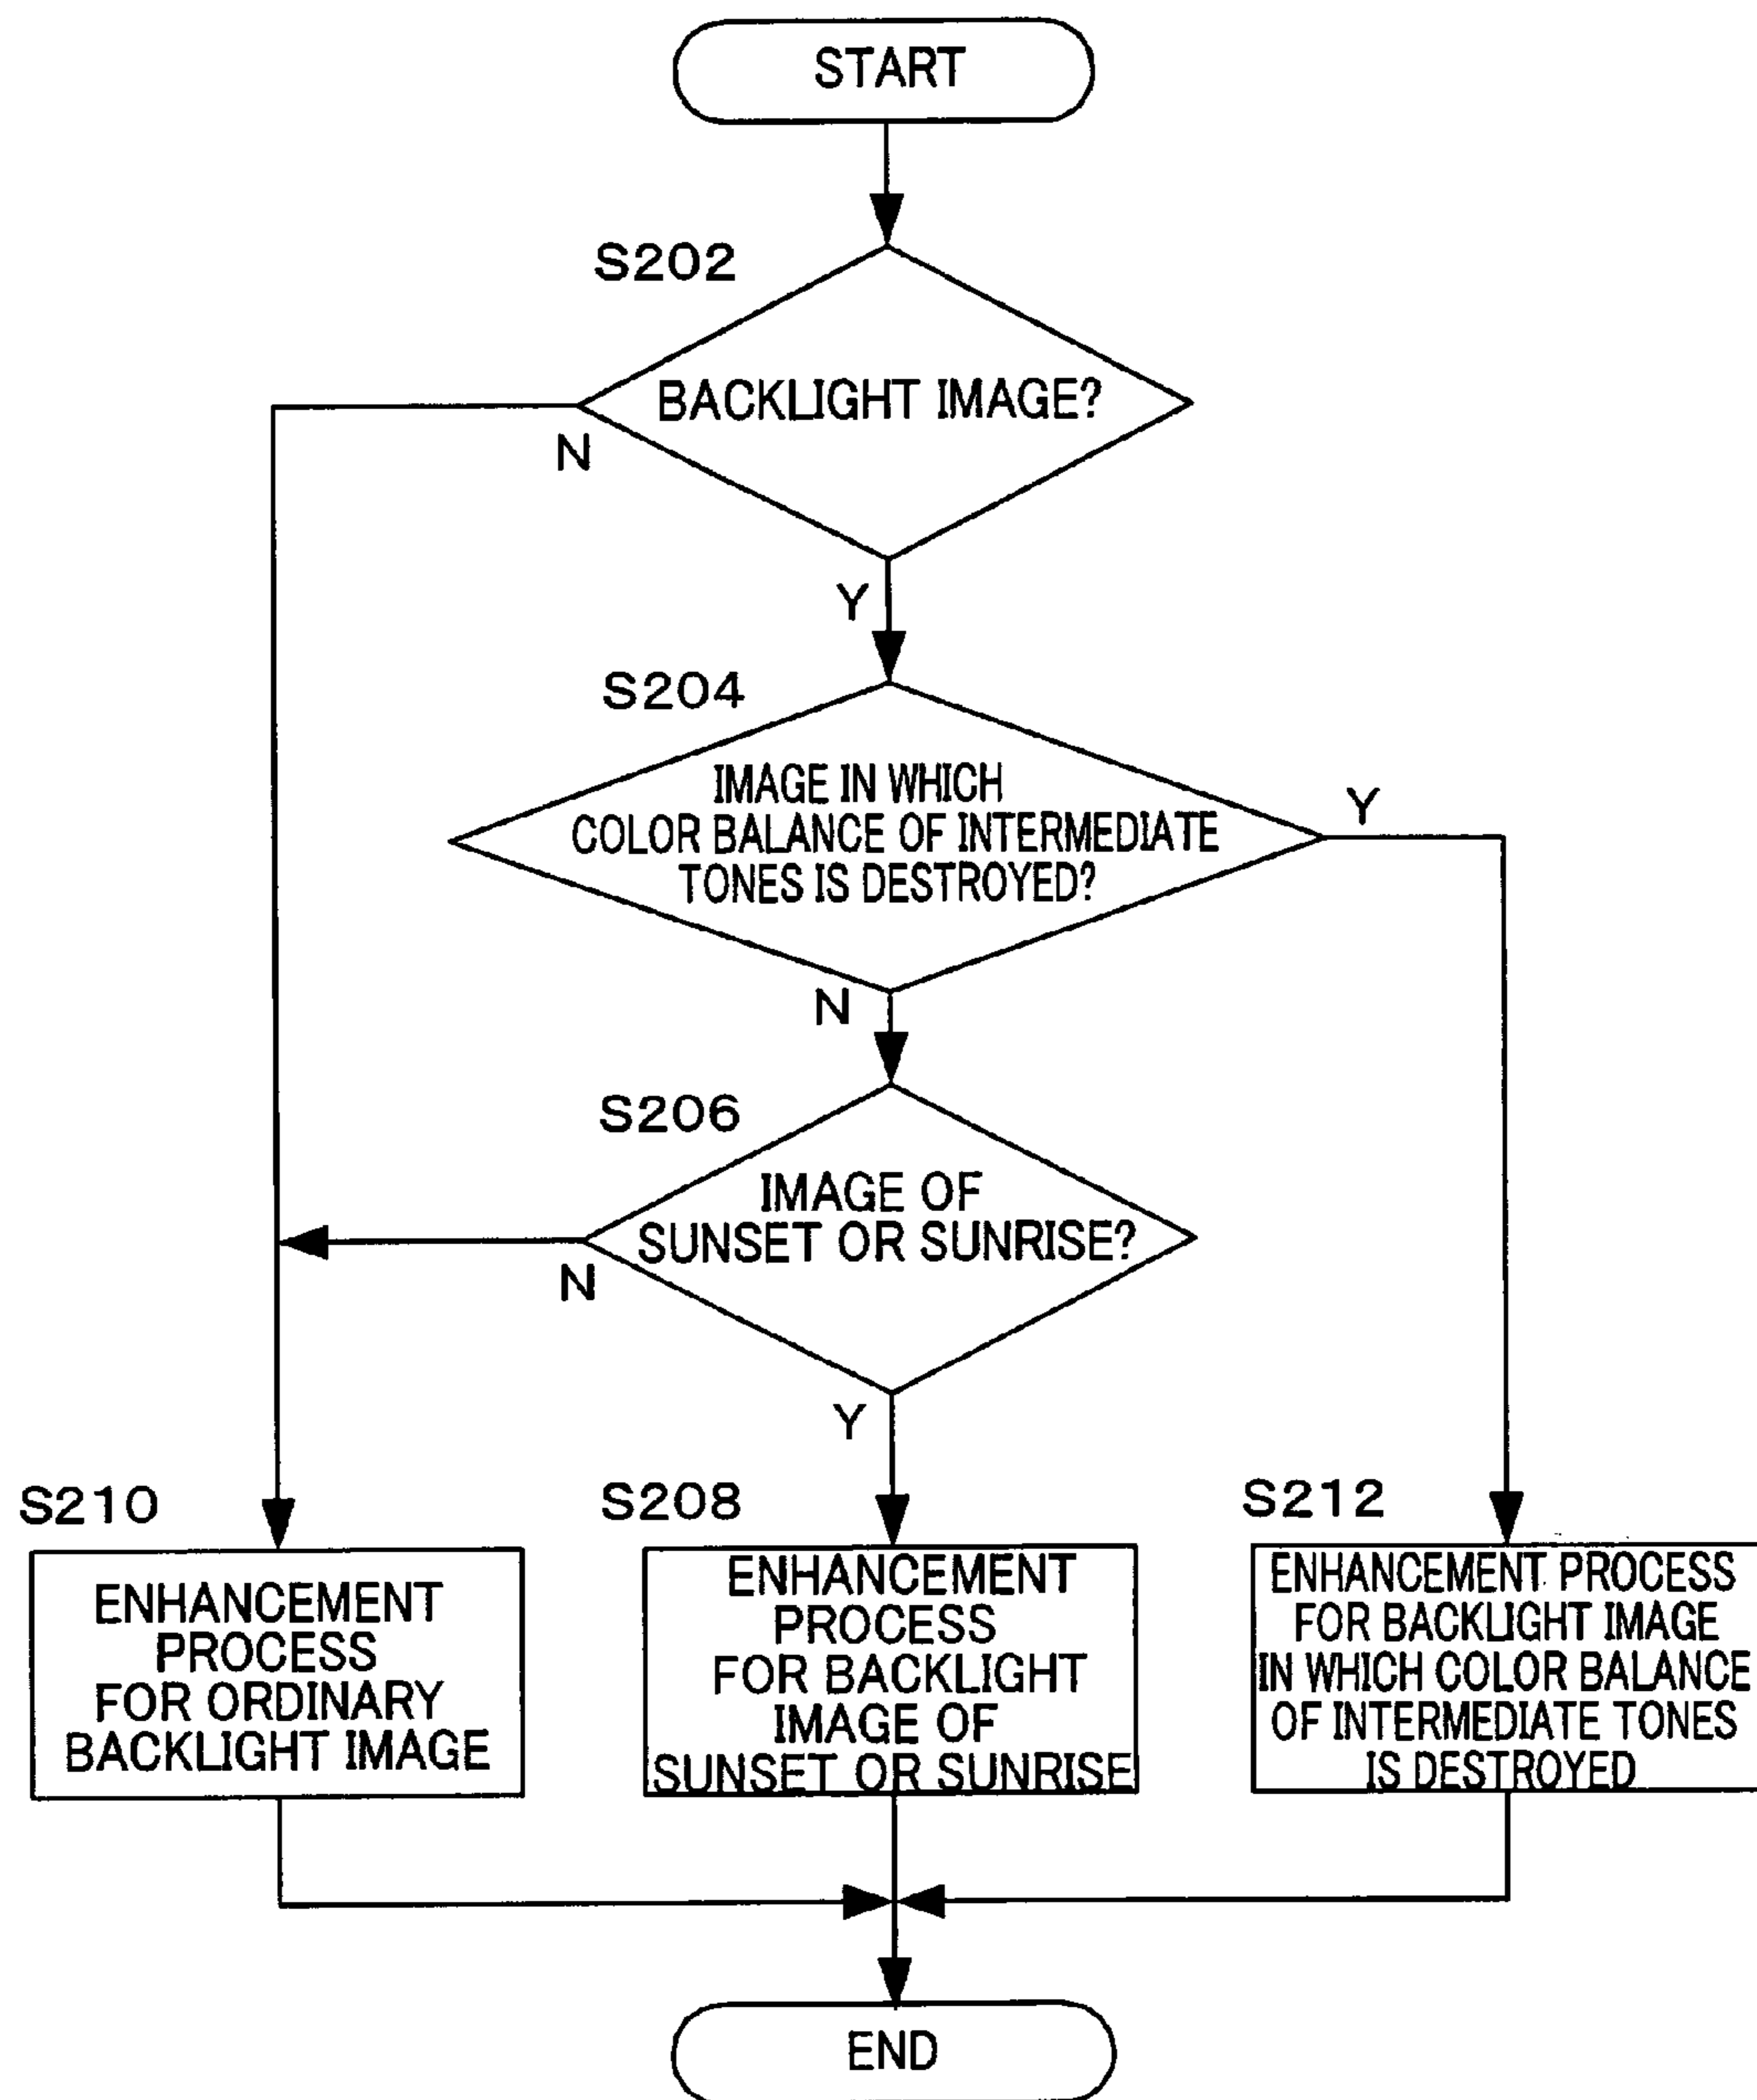 START
S202
BACKLIGHT IMAGE?
N
Y
S204
IMAGE IN WHICH
COLOR BALANCE OF INTERMEDIATE
TONES IS DESTROYED?
Y
N
S206
IMAGE OF
SUNSET OR SUNRISE?
N
Y
S210
ENHANCEMENT
PROCESS
FOR ORDINARY
BACKLIGHT IMAGE
S208
ENHANCEMENT
PROCESS
FOR BACKLIGHT
IMAGE OF
SUNSET OR SUNRISE
S212
ENHANCEMENT PROCESS
FOR BACKLIGHT IMAGE
IN WHICH COLOR BALANCE
OF INTERMEDIATE TONES
IS DESTROYED
END